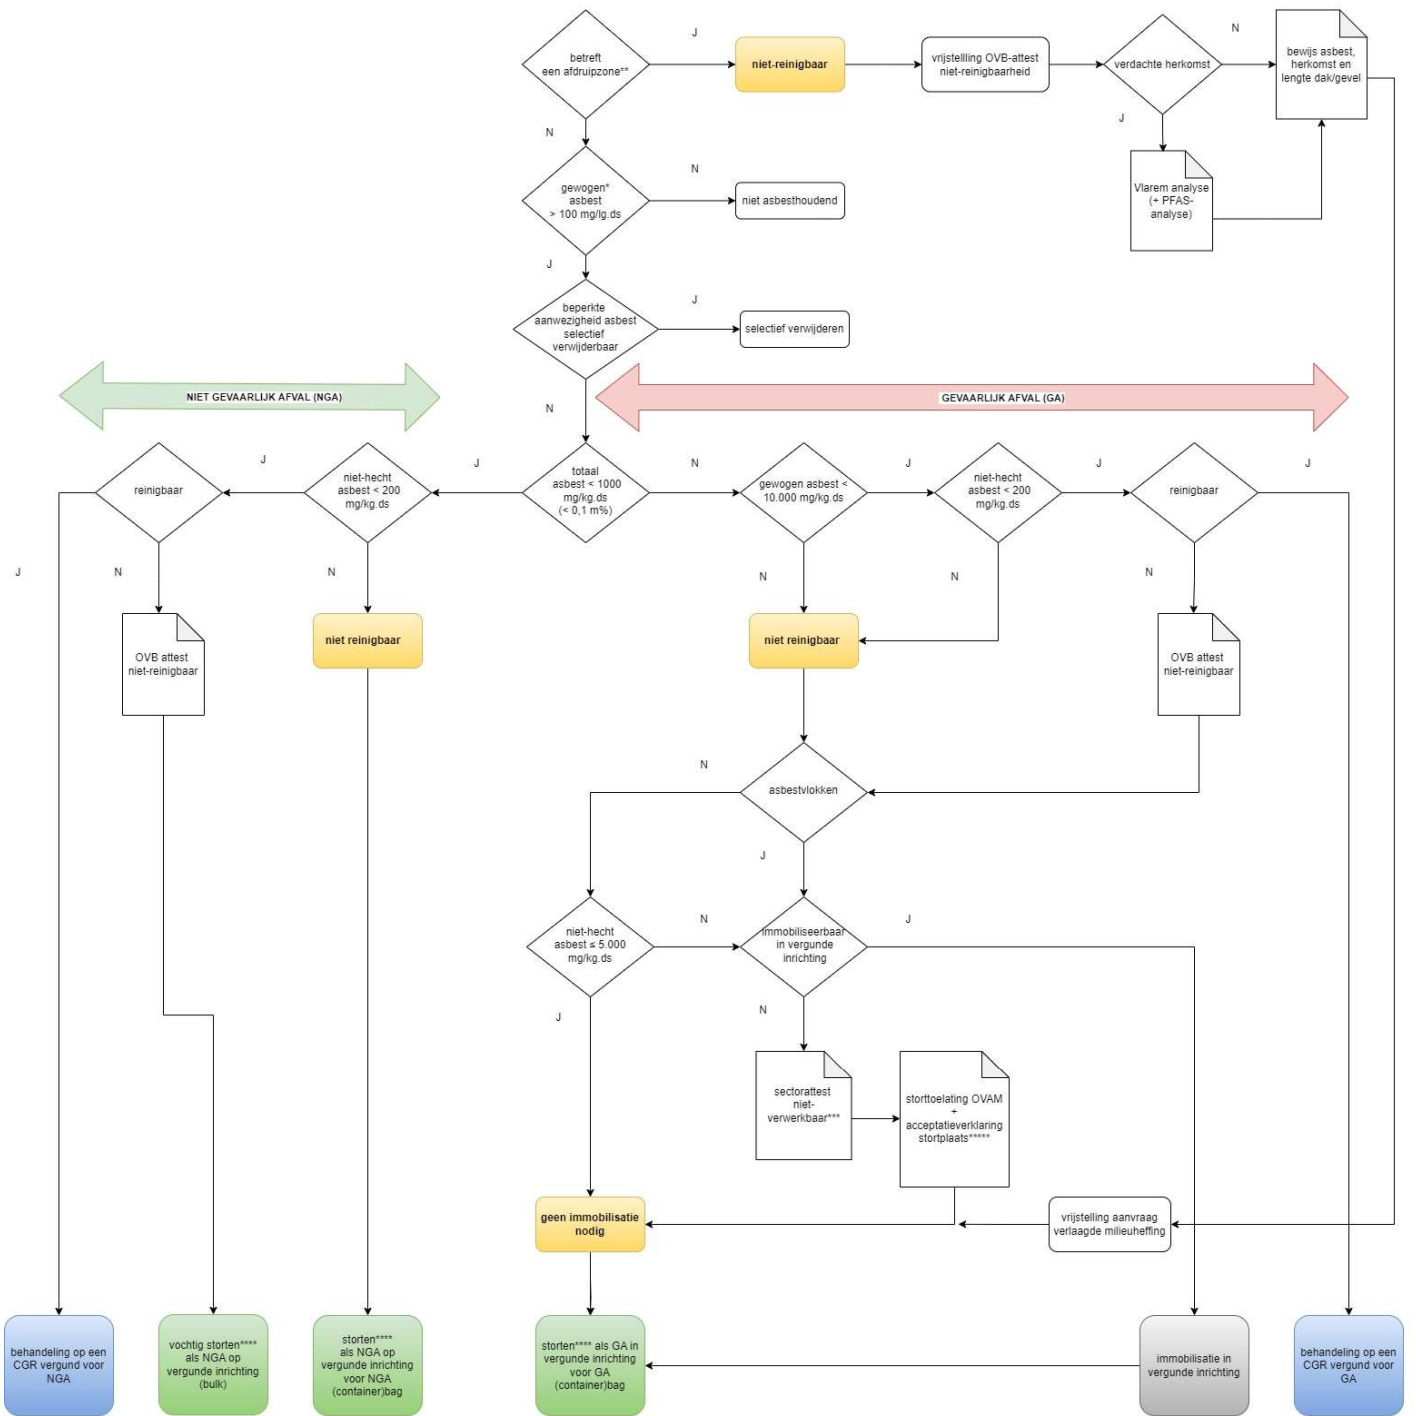 betreft
een afdruipzone**
J
niet-reinigbaar
vrijstellling OVB-attest
niet-reinigbaarheid
verdachte herkomst
N
bewijs asbest,
herkomst en
lengte dak/gevel
N
J
Vlarem analyse
(+ PFAS-
analyse)
gewogen*
asbest
> 100 mg/lg.ds
N
niet asbesthoudend
J
beperkte
aanwezigheid asbest
selectief
verwijderbaar
J
selectief verwijderen
NIET GEVAARLIJK AFVAL (NGA)
GEVAARLIJK AFVAL (GA)
N
reinigbaar
J
niet-hecht
asbest < 200
mg/kg.ds
J
totaal
asbest < 1000
mg/kg.ds
(< 0,1 m%)
N
gewogen asbest <
10.000 mg/kg.ds
J
niet-hecht
asbest < 200
mg/kg.ds
J
reinigbaar
J
J
N
N
N
N
N
OVB attest
niet-reinigbaar
niet reinigbaar
niet reinigbaar
OVB attest
niet-reinigbaar
N
asbestvlokken
J
niet-hecht
asbest ≤ 5.000
mg/kg.ds
N
immobiliseerbaar
in vergunde
inrichting
J
J
N
sectorattest
niet-
verwerkbaar***
storttoelating OVAM
+
acceptatieverklaring
stortplaats*****
geen immobilisatie
nodig
vrijstelling aanvraag
verlaagde milieuheffing
behandeling op een
CGR vergund voor
NGA
vochtig storten****
als NGA op
vergunde inrichting
(bulk)
storten****
als NGA op
vergunde inrichting
voor NGA
(container)bag
storten**** als GA in
vergunde inrichting
voor GA
(container)bag
immobilisatie in
vergunde inrichting
behandeling op een
CGR vergund voor
GA